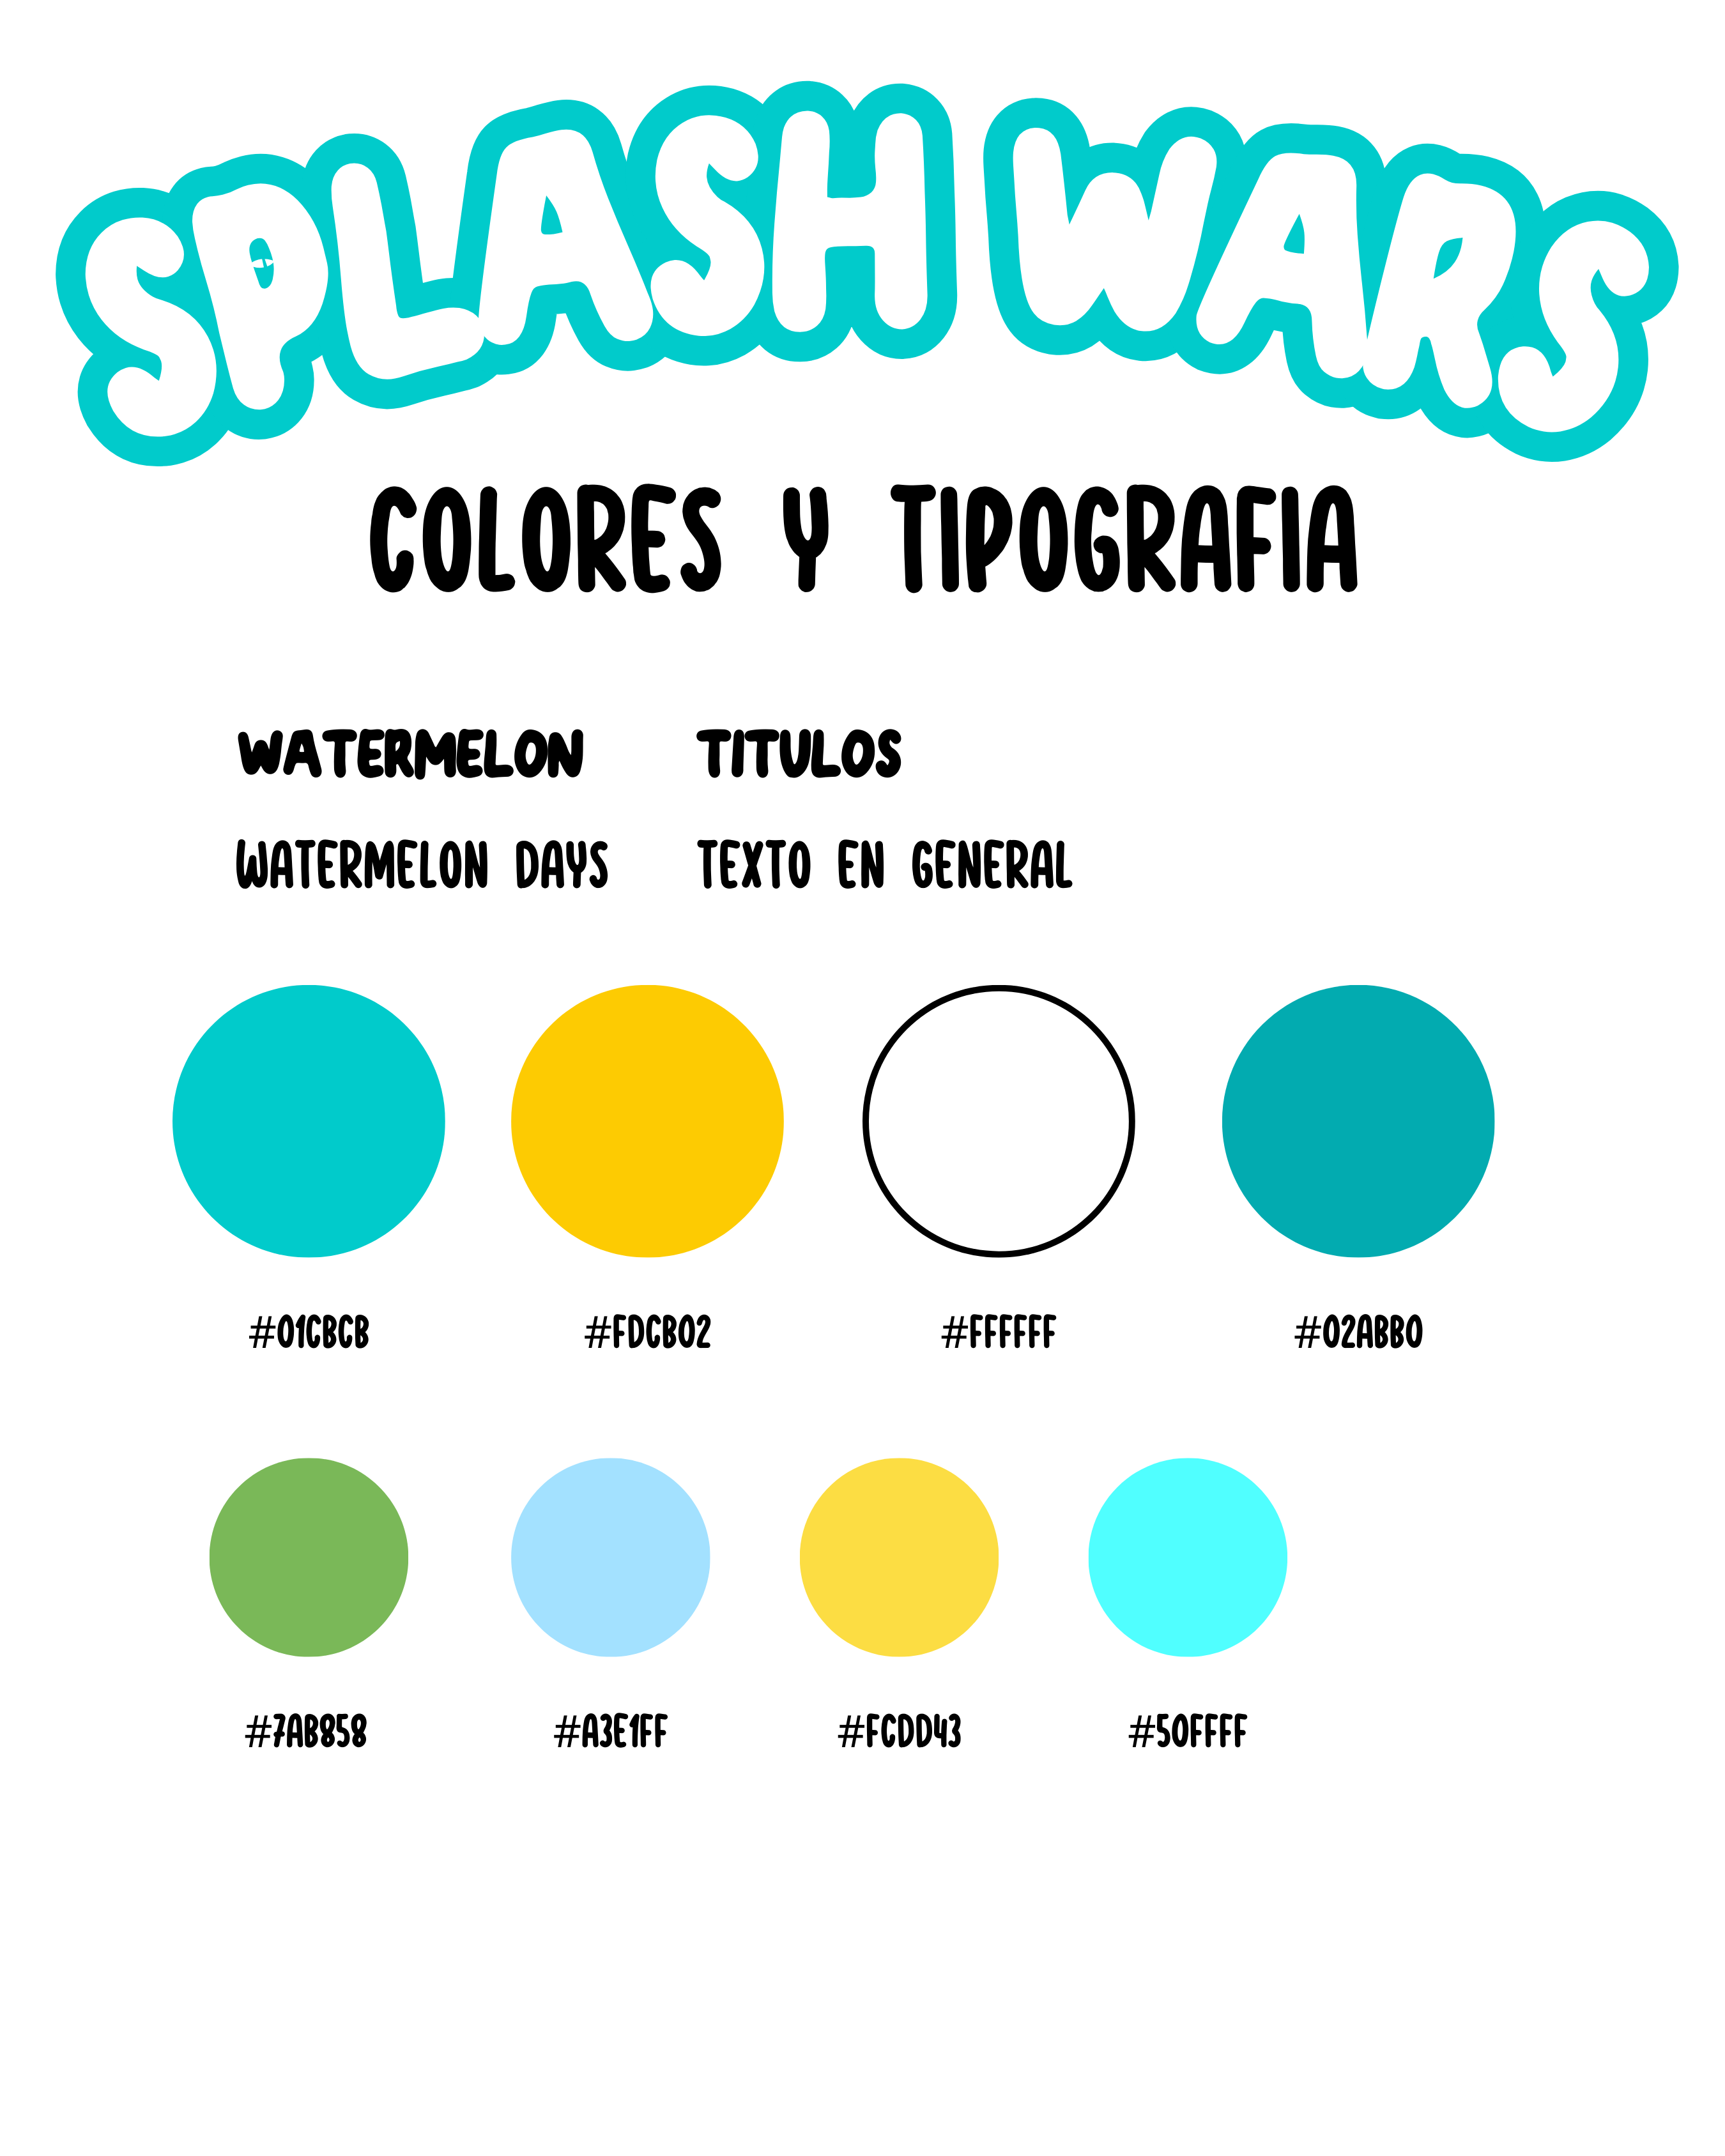 SPLASH WARS
COLORES Y TIPOGRAFIA
WATERMELON TITULOS
WATERMELON DAYS TEXTO EN GENERAL
#01CBCB #FDCB02 #FFFFFF #02ABB0
#7AB858 #A3E1FF #FCDD43 #50FFFF